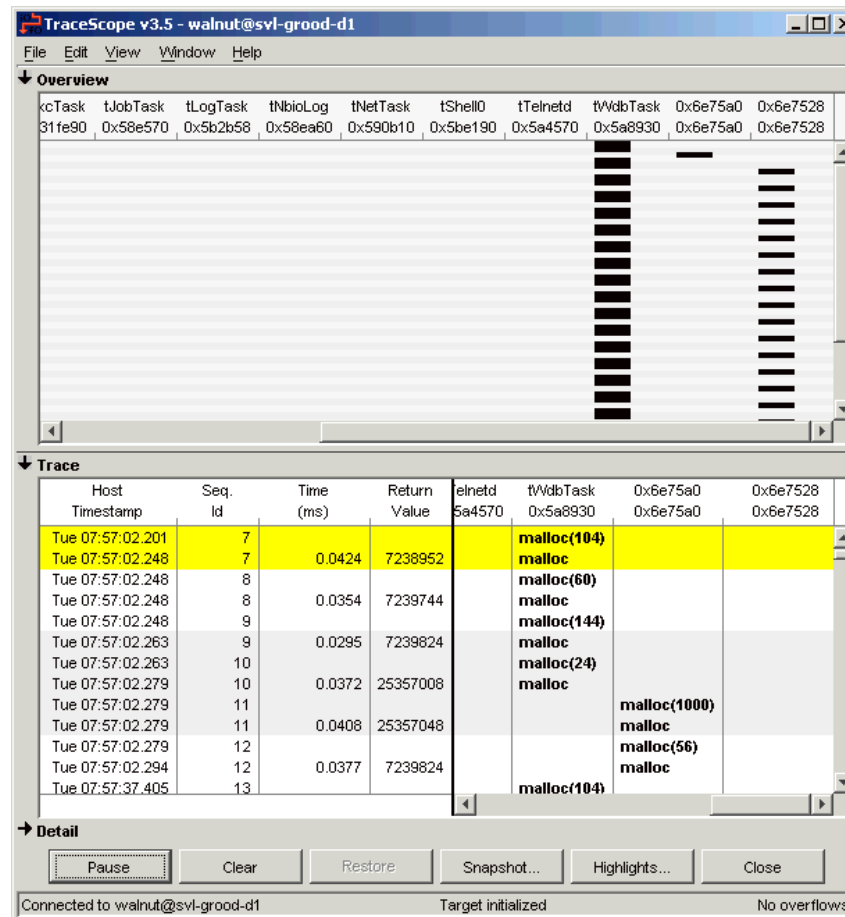 TraceScope v3.5 - walnut@svl-grood-d1
File Edit View Window Help
Overview
kcTask tJobTask tLogTask tNbioLog tNetTask tShell0 tTelnetd tWdbTask 0x6e75a0 0x6e7528
31fe90 0x58e570 0x5b2b58 0x58ea60 0x590b10 0x5be190 0x5a4570 0x5a8930 0x6e75a0 0x6e7528
Trace
Host Seq. Time Return elnetd tWdbTask 0x6e75a0 0x6e7528
Timestamp Id (ms) Value 5a4570 0x5a8930 0x6e75a0 0x6e7528
Tue 07:57:02.201 7 malloc(104)
Tue 07:57:02.248 7 0.0424 7238952 malloc
Tue 07:57:02.248 8 malloc(60)
Tue 07:57:02.248 8 0.0354 7239744 malloc
Tue 07:57:02.248 9 malloc(144)
Tue 07:57:02.263 9 0.0295 7239824 malloc
Tue 07:57:02.263 10 malloc(24)
Tue 07:57:02.279 10 0.0372 25357008 malloc
Tue 07:57:02.279 11 malloc(1000)
Tue 07:57:02.279 11 0.0408 25357048 malloc
Tue 07:57:02.279 12 malloc(56)
Tue 07:57:02.294 12 0.0377 7239824 malloc
Tue 07:57:37.405 13 malloc(104)
Detail
Pause Clear Restore Snapshot... Highlights... Close
Connected to walnut@svl-grood-d1 Target initialized No overflows